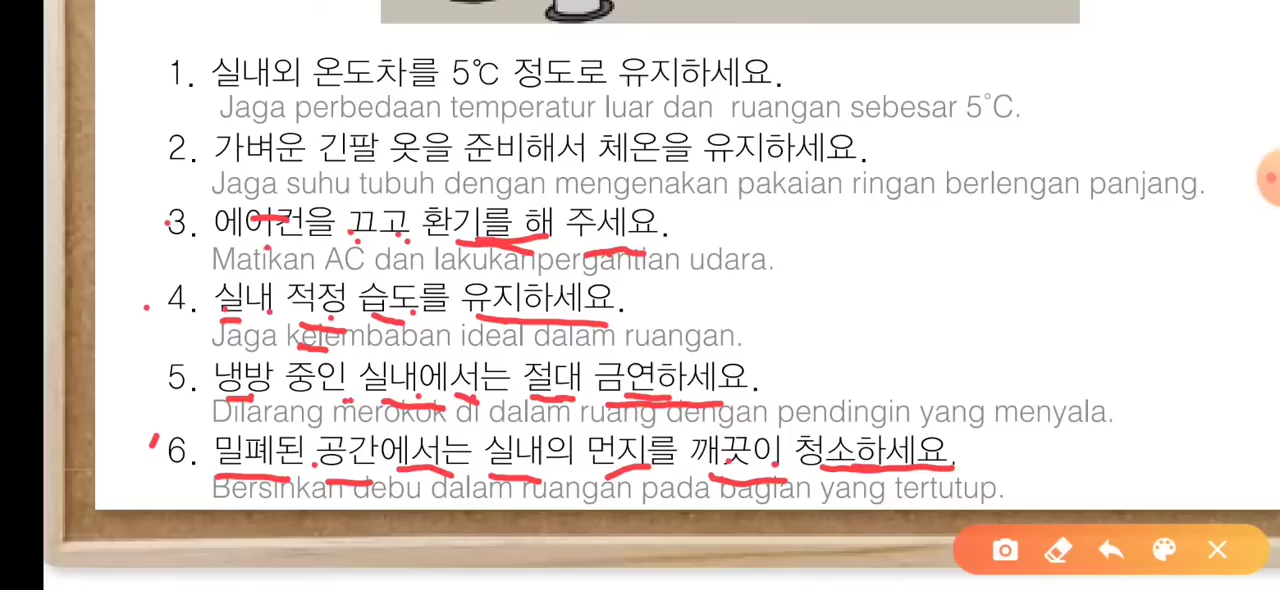 1. 실내외 온도차를 5℃ 정도로 유지하세요.
Jaga perbedaan temperatur luar dan ruangan sebesar 5°C.
2. 가벼운 긴팔 옷을 준비해서 체온을 유지하세요.
Jaga suhu tubuh dengan mengenakan pakaian ringan berlengan panjang.
3. 에어컨을 끄고 환기를 해 주세요.
Matikan AC dan lakukanpergantian udara.
4. 실내 적정 습도를 유지하세요.
Jaga kelembaban ideal dalam ruangan.
5. 냉방 중인 실내에서는 절대 금연하세요.
Dilarang merokok di dalam ruang dengan pendingin yang menyala.
6. 밀폐된 공간에서는 실내의 먼지를 깨끗이 청소하세요.
Bersihkan debu dalam ruangan pada bagian yang tertutup.